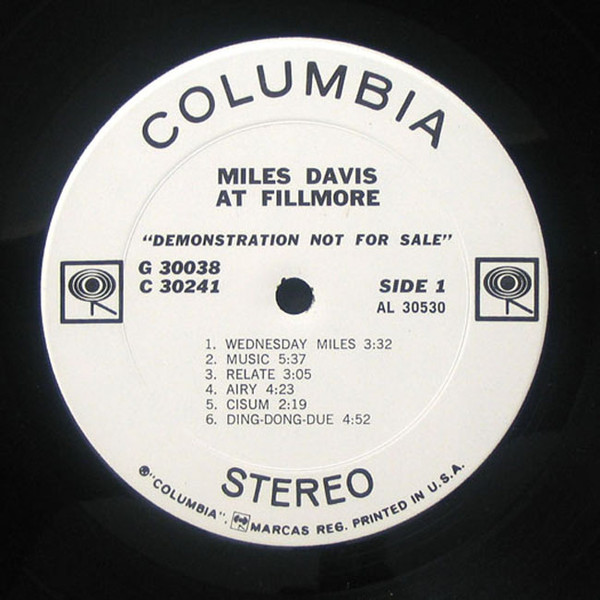 COLUMBIA
MILES DAVIS
AT FILLMORE
"DEMONSTRATION NOT FOR SALE"
G 30038
C 30241
SIDE 1
AL 30530
1. WEDNESDAY MILES 3:32
2. MUSIC 5:37
3. RELATE 3:05
4. AIRY 4:23
5. CISUM 2:19
6. DING-DONG-DUE 4:52
STEREO
®"COLUMBIA", MARCAS REG. PRINTED IN U.S.A.